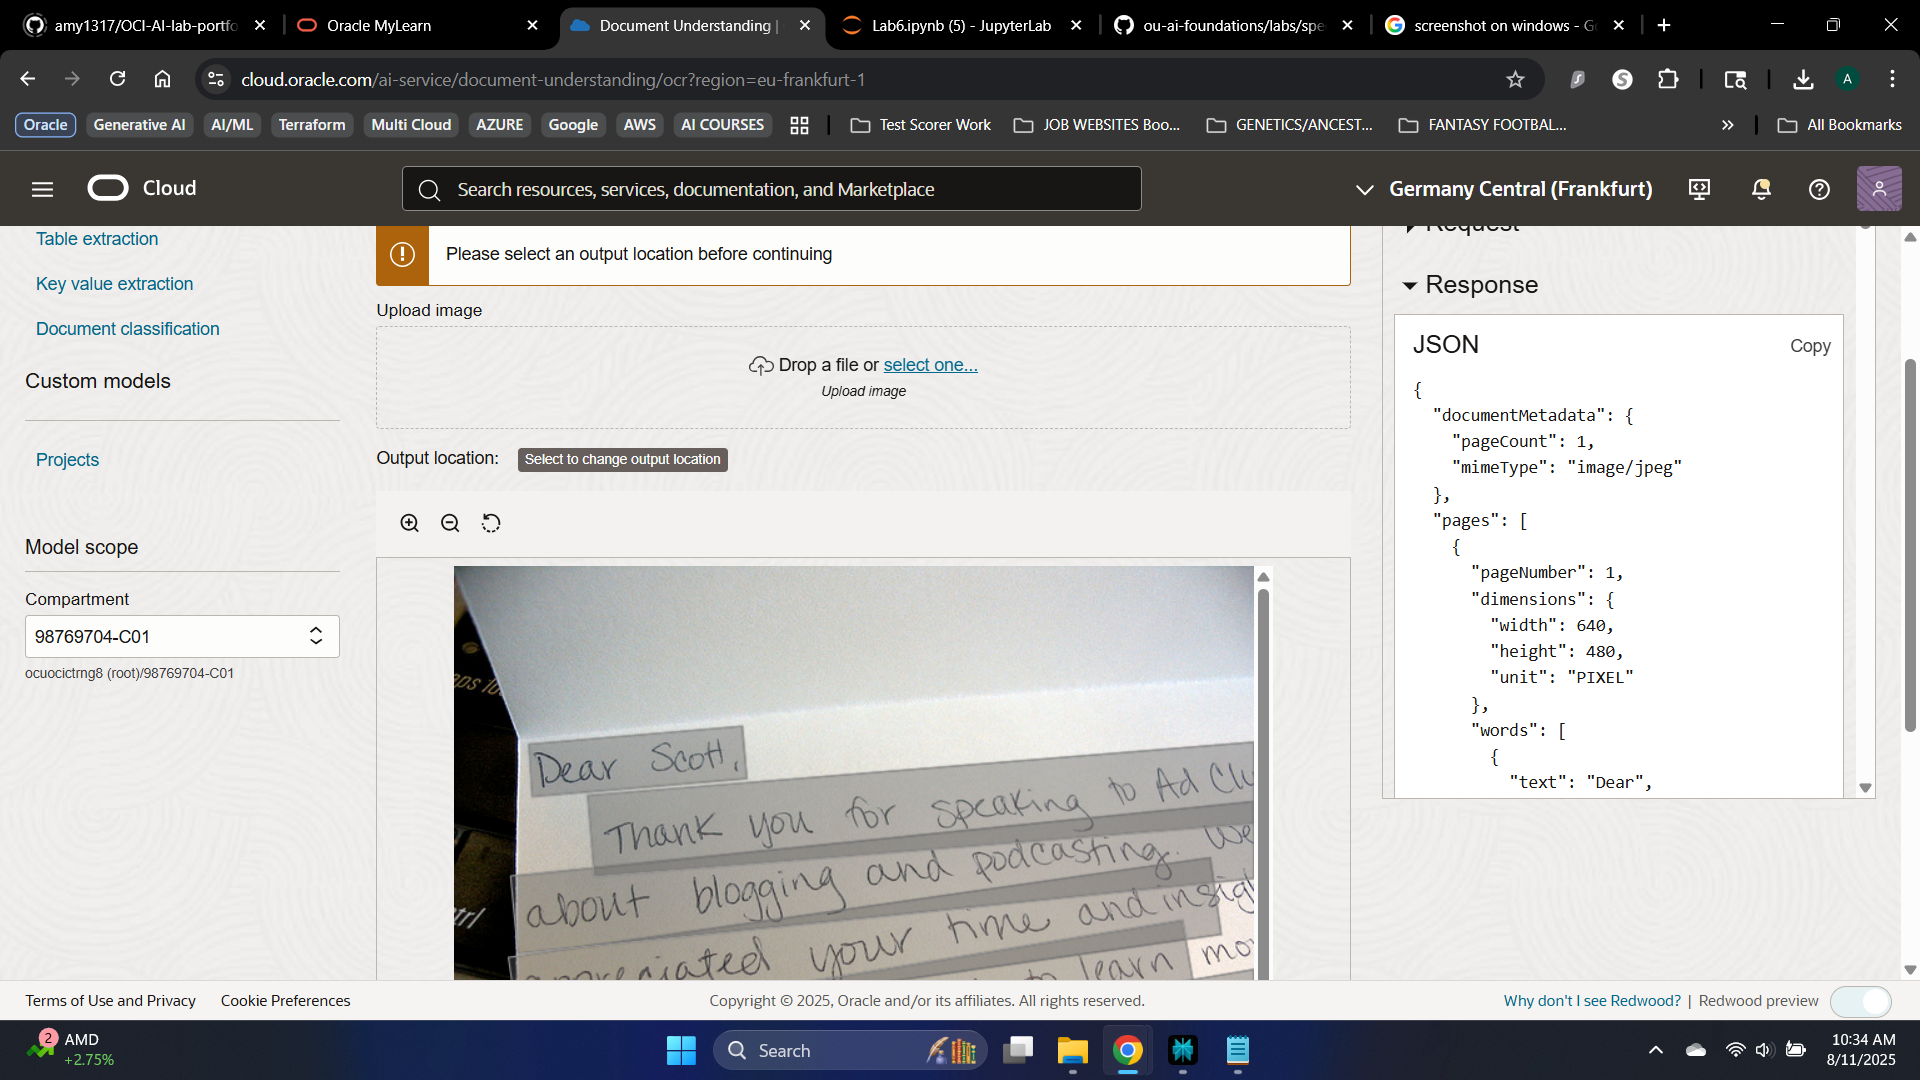 amy1317/OCI-AI-lab-portfo
Oracle MyLearn
Document Understanding |
Lab6.ipynb (5) - JupyterLab
ou-ai-foundations/labs/spe
screenshot on windows - G
cloud.oracle.com/ai-service/document-understanding/ocr?region=eu-frankfurt-1
A
Oracle
Generative AI
AI/ML
Terraform
Multi Cloud
AZURE
Google
AWS
AI COURSES
Test Scorer Work
JOB WEBSITES Boo...
GENETICS/ANCEST...
FANTASY FOOTBAL...
All Bookmarks
Cloud
Search resources, services, documentation, and Marketplace
Germany Central (Frankfurt)
Table extraction
Key value extraction
Document classification
Custom models
Projects
Model scope
Compartment
98769704-C01
ocuocictrng8 (root)/98769704-C01
Please select an output location before continuing
Upload image
Drop a file or select one...
Upload image
Output location: Select to change output location
Dear Scott,
Thank you for speaking to Ad Clu
about blogging and podcasting. We
appreciated your time and insigh
to learn mo
Request
Response
JSON
Copy
{
"documentMetadata": {
"pageCount": 1,
"mimeType": "image/jpeg"
},
"pages": [
{
"pageNumber": 1,
"dimensions": {
"width": 640,
"height": 480,
"unit": "PIXEL"
},
"words": [
{
"text": "Dear",
Terms of Use and Privacy
Cookie Preferences
Copyright © 2025, Oracle and/or its affiliates. All rights reserved.
Why don't I see Redwood? | Redwood preview
2
AMD
+2.75%
Search
10:34 AM
8/11/2025